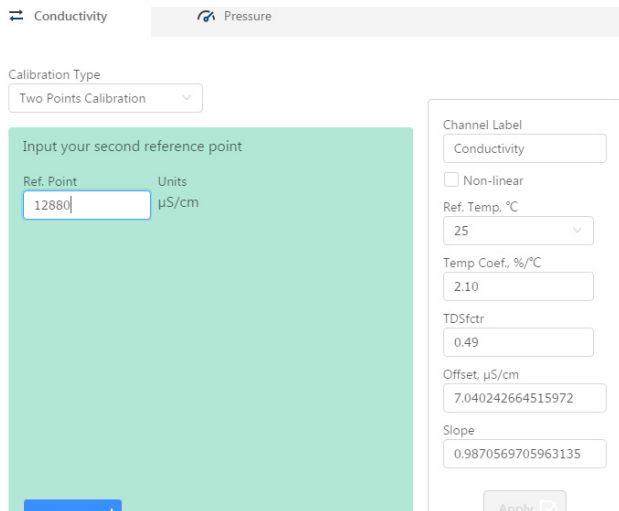 Conductivity
Pressure
Calibration Type
Two Points Calibration
Input your second reference point
Ref. Point
Units
12880
µS/cm
Channel Label
Conductivity
Non-linear
Ref. Temp, °C
25
Temp Coef., %/°C
2.10
TDSfctr
0.49
Offset, µS/cm
7.040242664515972
Slope
0.9870569705963135
Apply